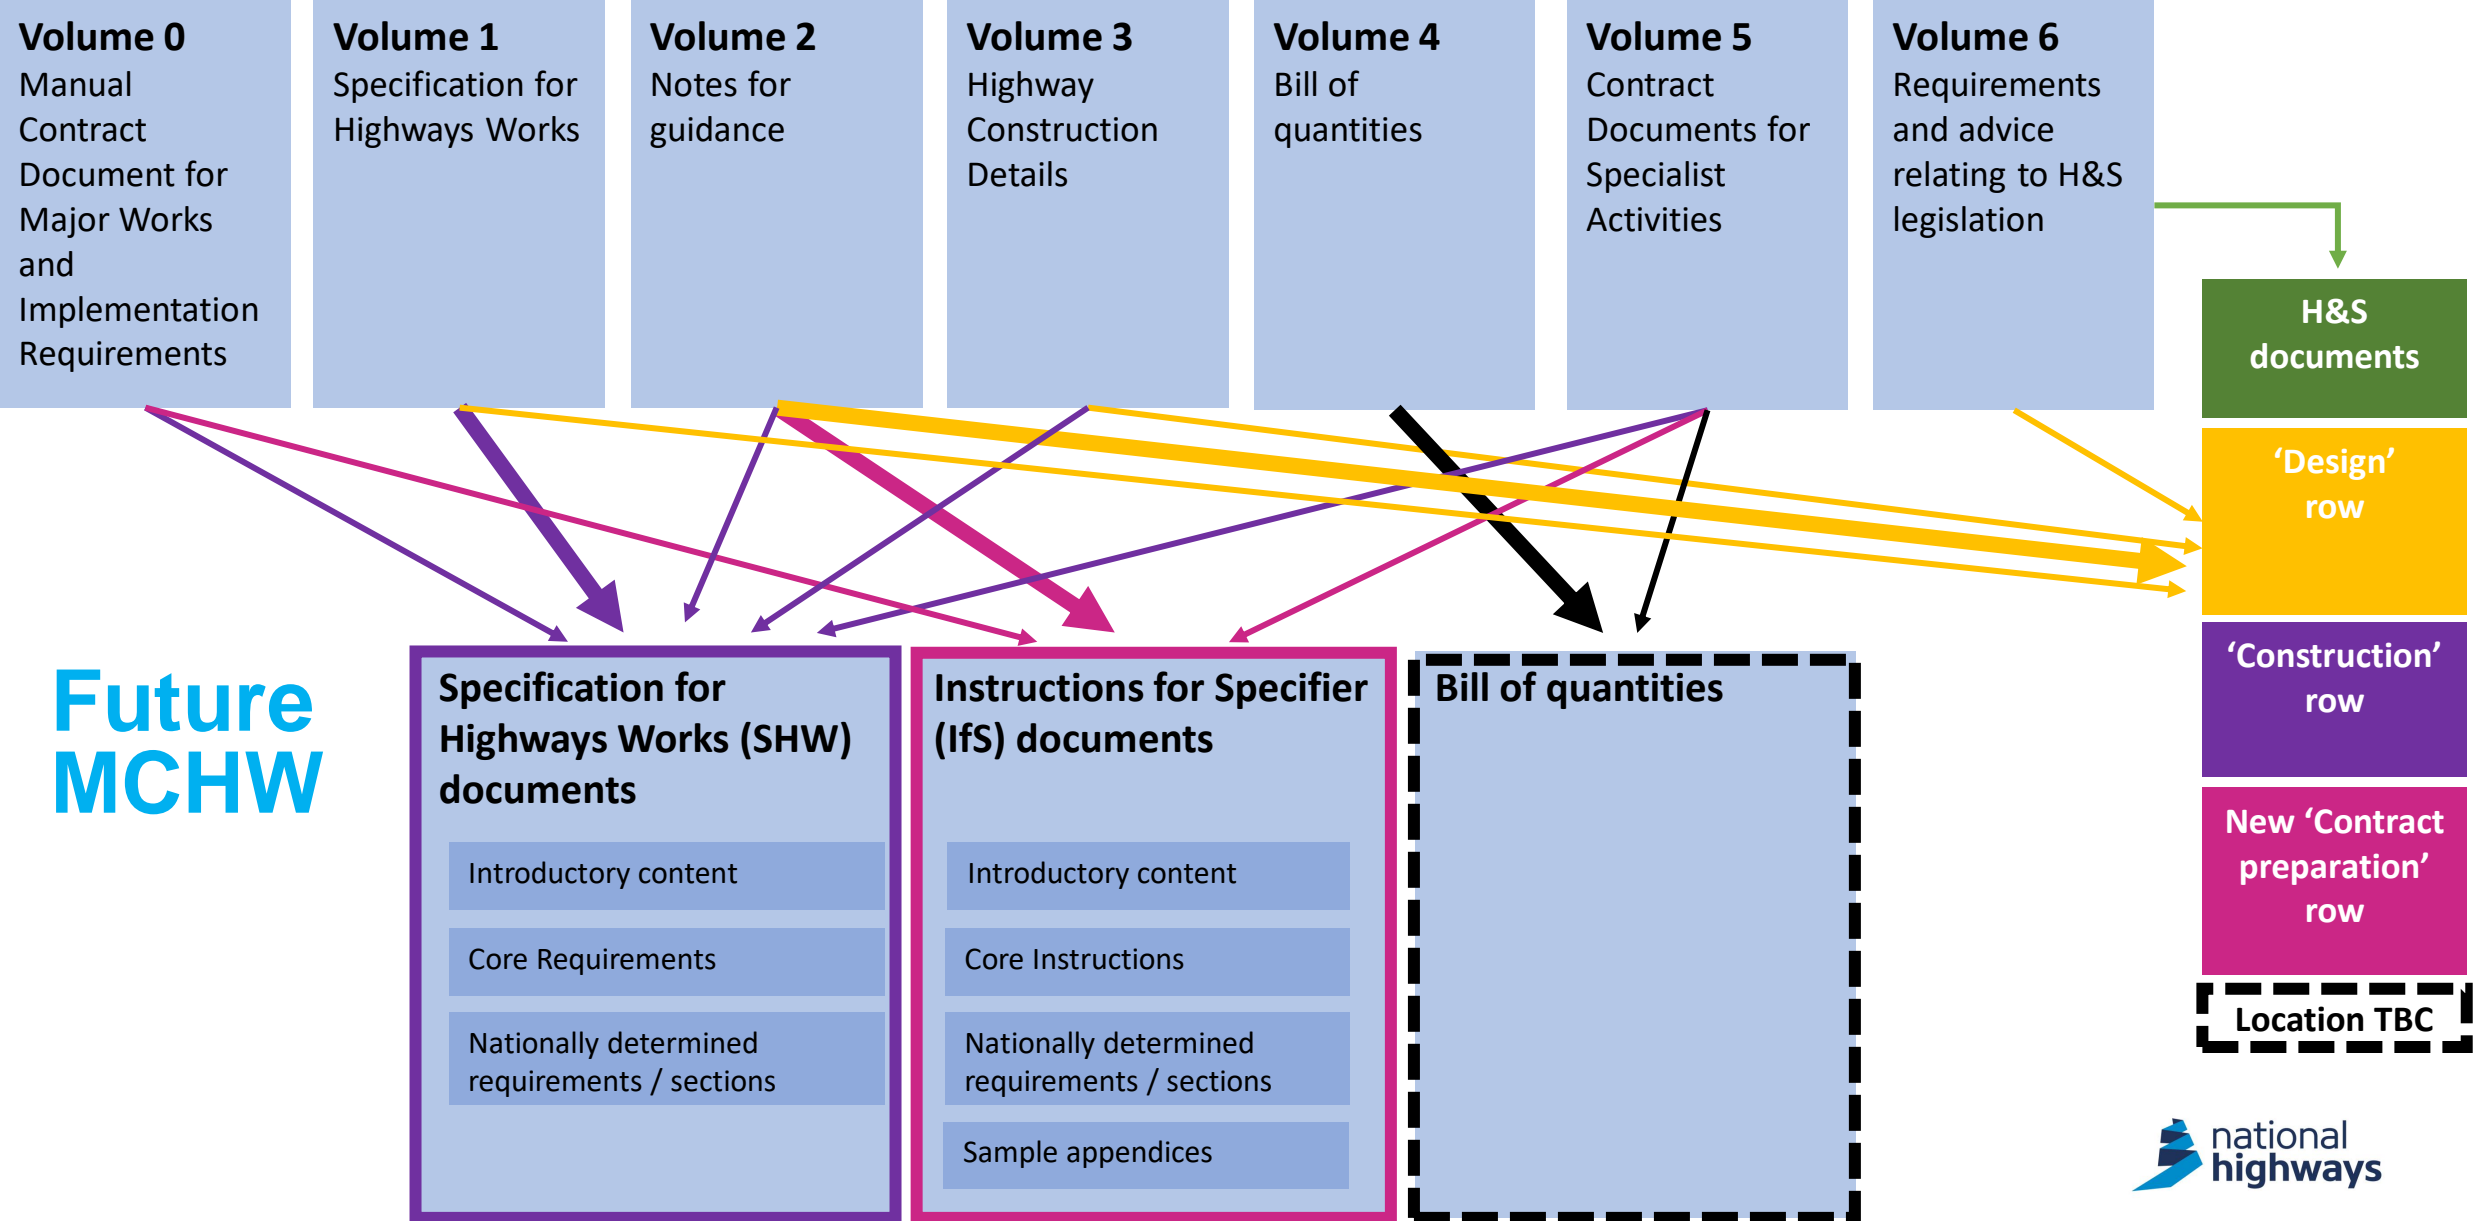 Volume 0
Manual
Contract
Document for
Major Works
and
Implementation
Requirements
Volume 1
Specification for
Highways Works
Volume 2
Notes for
guidance
Volume 3
Highway
Construction
Details
Volume 4
Bill of
quantities
Volume 5
Contract
Documents for
Specialist
Activities
Volume 6
Requirements
and advice
relating to H&S
legislation
H&S
documents
‘Design’
row
‘Construction’
row
New ‘Contract
preparation’
row
Location TBC
Future
MCHW
Specification for
Highways Works (SHW)
documents
Introductory content
Core Requirements
Nationally determined
requirements / sections
Instructions for Specifier
(IfS) documents
Introductory content
Core Instructions
Nationally determined
requirements / sections
Sample appendices
Bill of quantities
national
highways